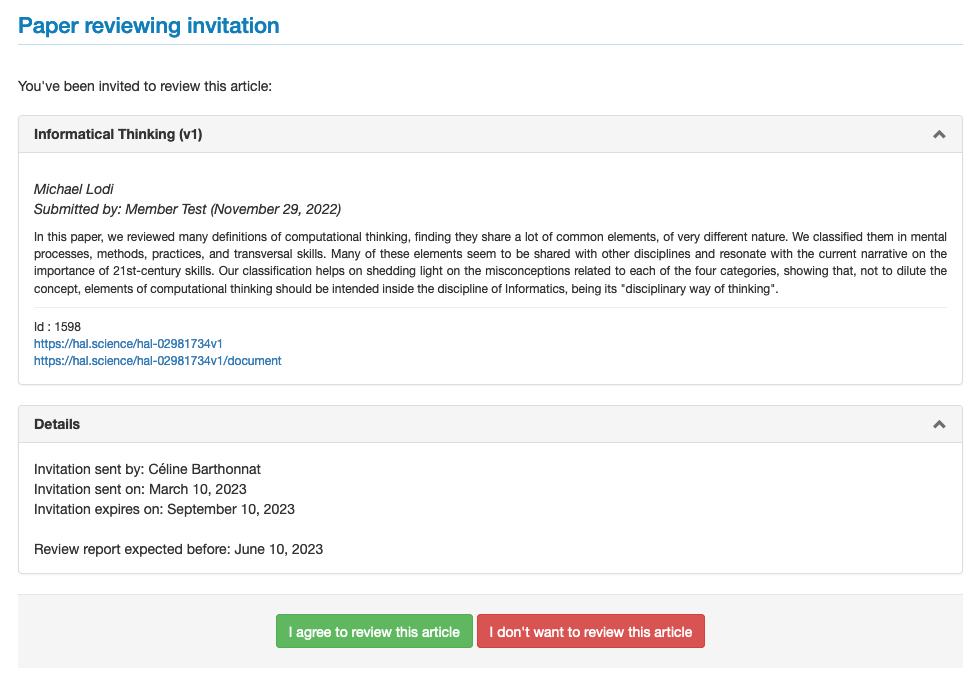 Paper reviewing invitation
You've been invited to review this article:
Informatical Thinking (v1)
Michael Lodi
Submitted by: Member Test (November 29, 2022)
In this paper, we reviewed many definitions of computational thinking, finding they share a lot of common elements, of very different nature. We classified them in mental
processes, methods, practices, and transversal skills. Many of these elements seem to be shared with other disciplines and resonate with the current narrative on the
importance of 21st-century skills. Our classification helps on shedding light on the misconceptions related to each of the four categories, showing that, not to dilute the
concept, elements of computational thinking should be intended inside the discipline of Informatics, being its "disciplinary way of thinking".
Id : 1598
https://hal.science/hal-02981734v1
https://hal.science/hal-02981734v1/document
Details
Invitation sent by: Céline Barthonnat
Invitation sent on: March 10, 2023
Invitation expires on: September 10, 2023
Review report expected before: June 10, 2023
I agree to review this article
I don't want to review this article